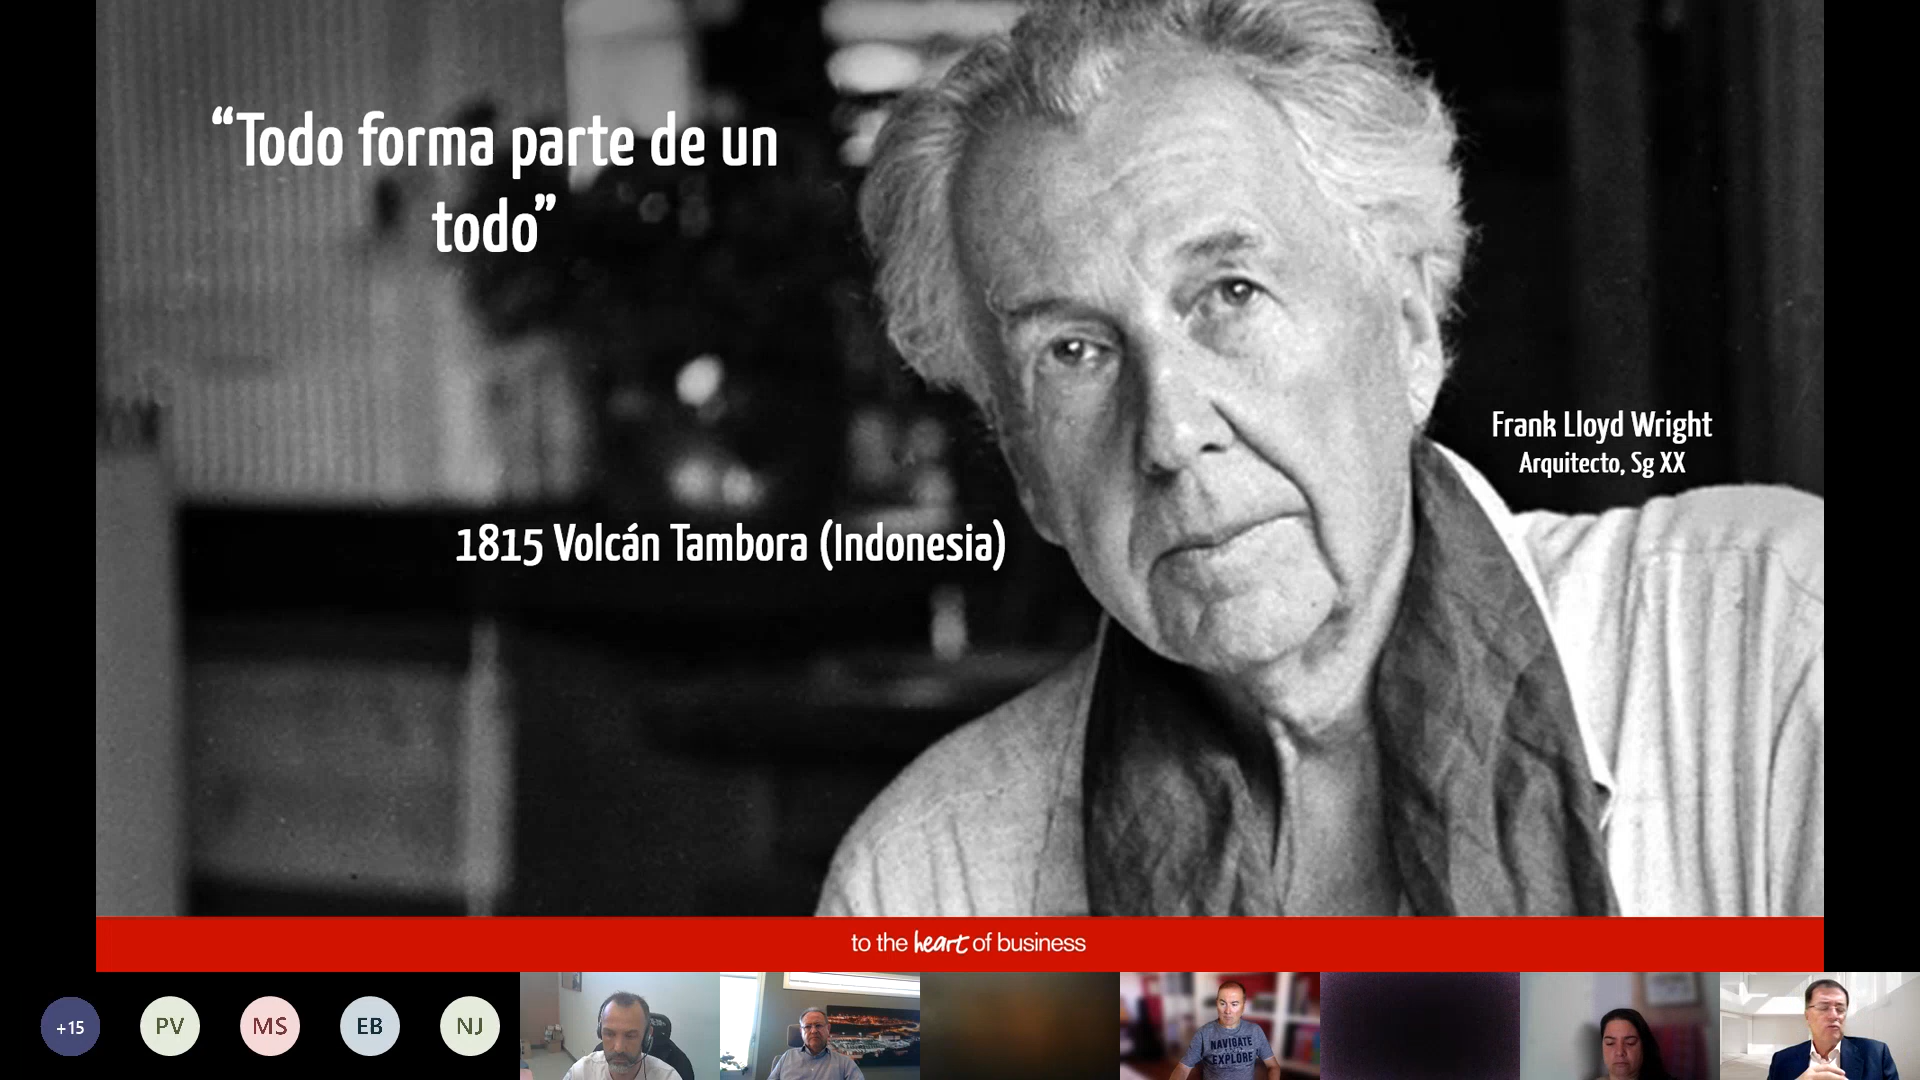 “Todo forma parte de un
todo”
Frank Lloyd Wright
Arquitecto, Sg XX
1815 Volcán Tambora (Indonesia)
to the heart of business
+15
PV
MS
EB
NJ
NAVIGATE
EXPLORE